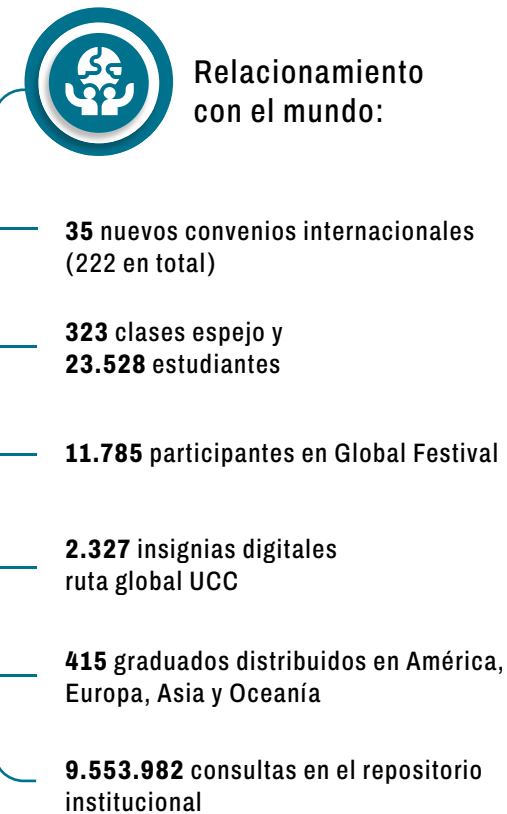 Relacionamiento
con el mundo:
35 nuevos convenios internacionales
(222 en total)
323 clases espejo y
23.528 estudiantes
11.785 participantes en Global Festival
2.327 insignias digitales
ruta global UCC
415 graduados distribuidos en América,
Europa, Asia y Oceanía
9.553.982 consultas en el repositorio
institucional